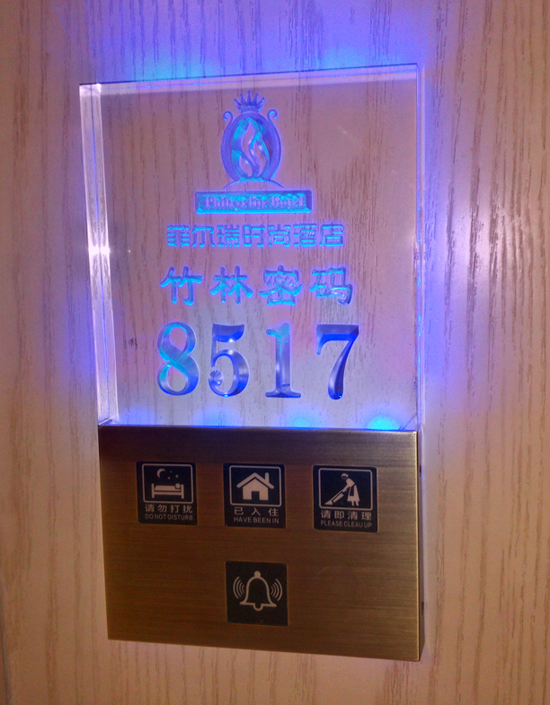 菲尔瑞时尚酒店
竹林密码
8517
请勿打扰
DO NOT DISTURB
已入住
HAVE BEEN IN
请即清理
PLEASE CLEAU UP